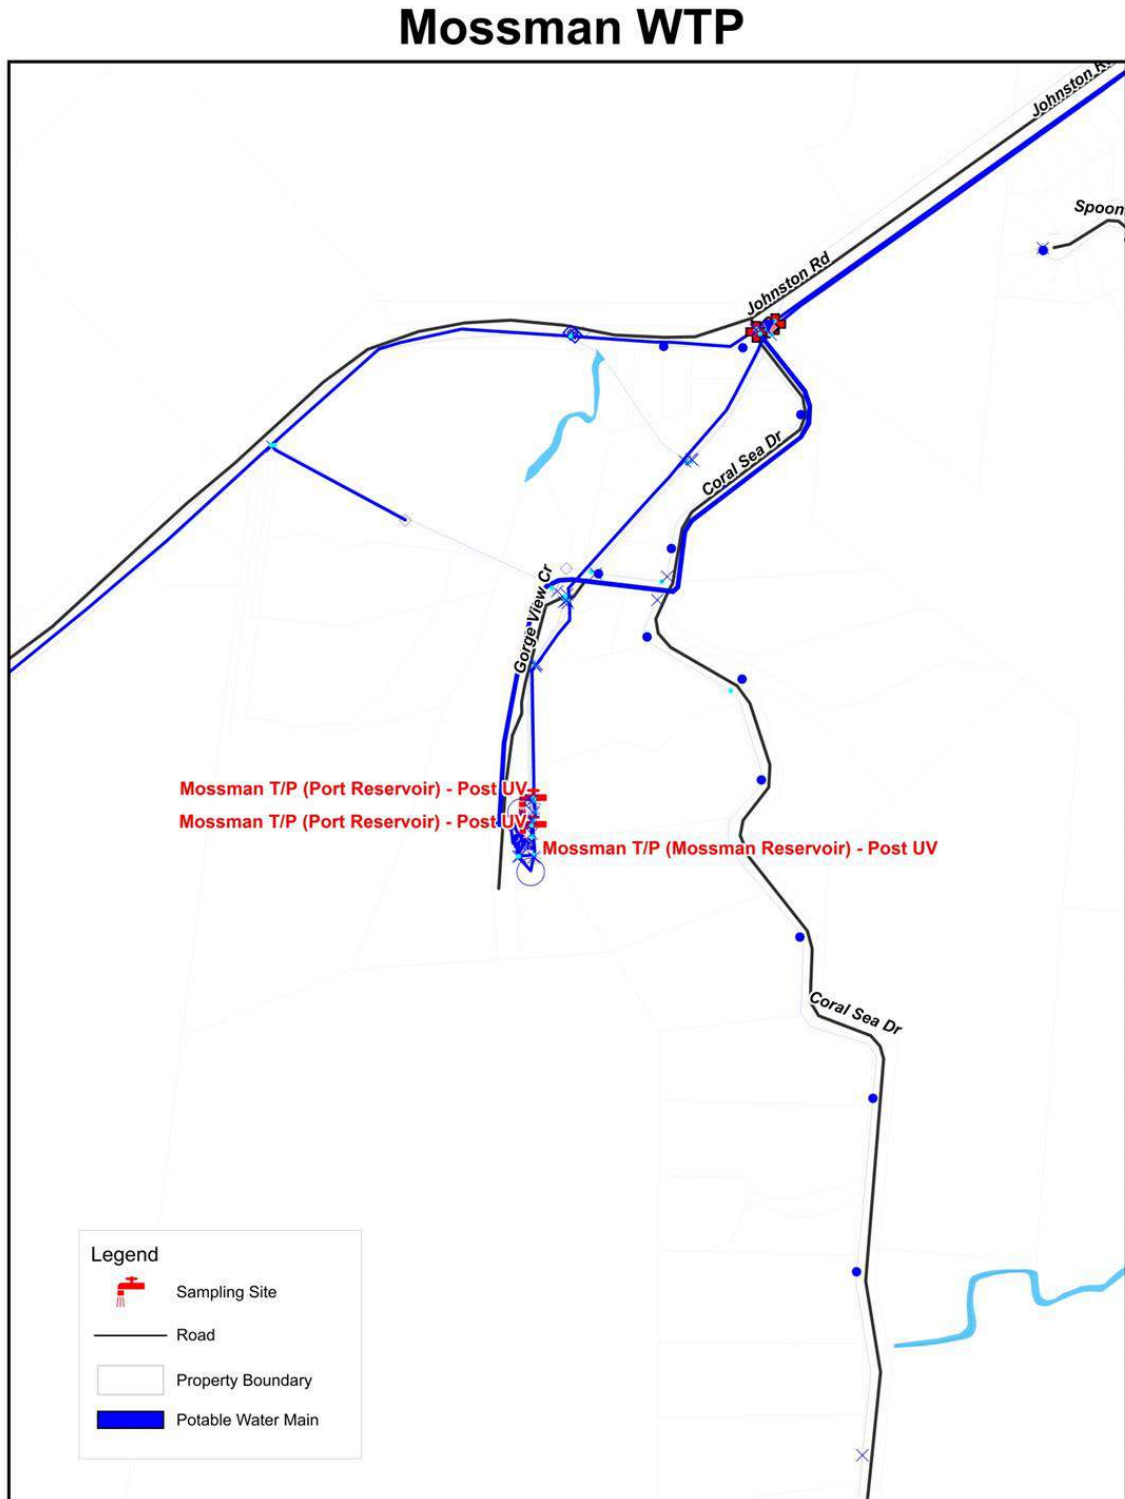 Mossman WTP
Johnston Rd
Spoon
Johnston Rd
Coral Sea Dr
Gorge View Cr
Mossman T/P (Port Reservoir) - Post UV
Mossman T/P (Port Reservoir) - Post UV
Mossman T/P (Mossman Reservoir) - Post UV
Coral Sea Dr
Legend
Sampling Site
Road
Property Boundary
Potable Water Main